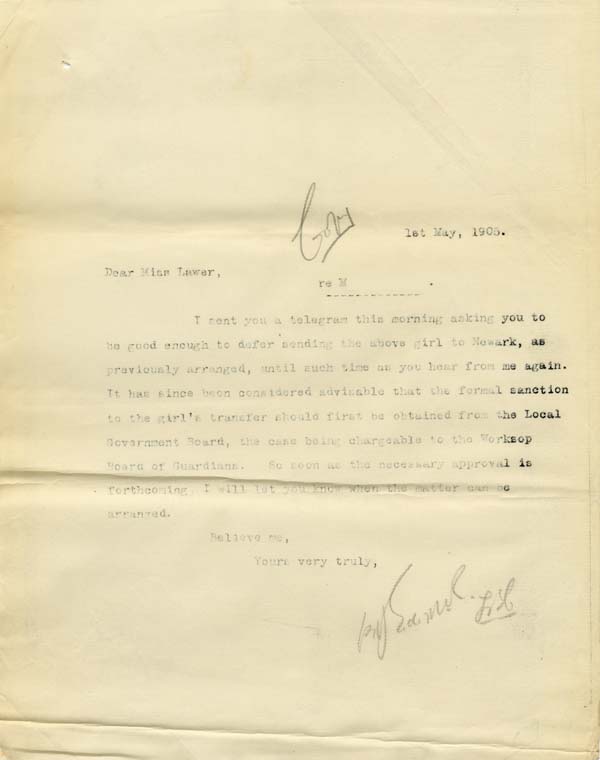 Copy
1st May, 1905.
Dear Miss Lawer,
re M .
I sent you a telegram this morning asking you to
be good enough to defer sending the above girl to Newark, as
previouly arranged, until such time as you hear from me again.
It has since been considered advisable that the formal sanction
to the girl's transfer should first be obtained from the Local
Government Board, the case being chargeable to the Worksop
Board of Guardians. So soon as the necessary approval is
forthcoming, I will let you know when the matter can be
arranged.
Believe me,
Yours very truly,